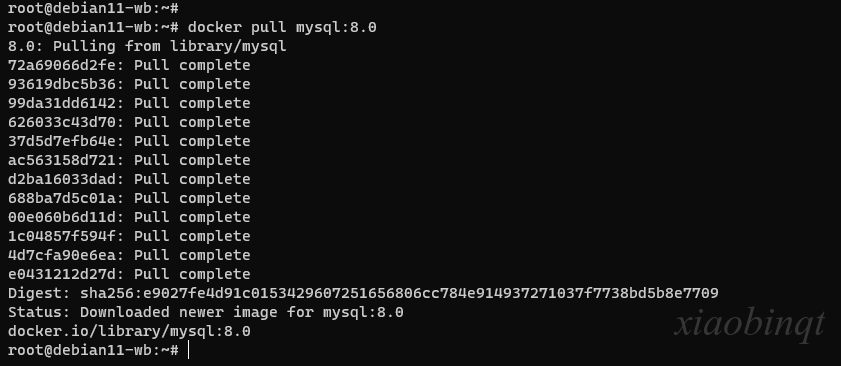 root@debian11-wb:~#
root@debian11-wb:~# docker pull mysql:8.0
8.0: Pulling from library/mysql
72a69066d2fe: Pull complete
93619dbc5b36: Pull complete
99da31dd6142: Pull complete
626033c43d70: Pull complete
37d5d7efb64e: Pull complete
ac563158d721: Pull complete
d2ba16033dad: Pull complete
688ba7d5c01a: Pull complete
00e060b6d11d: Pull complete
1c04857f594f: Pull complete
4d7cfa90e6ea: Pull complete
e0431212d27d: Pull complete
Digest: sha256:e9027fe4d91c0153429607251656806cc784e914937271037f7738bd5b8e7709
Status: Downloaded newer image for mysql:8.0
docker.io/library/mysql:8.0
root@debian11-wb:~#
xiaobinqt